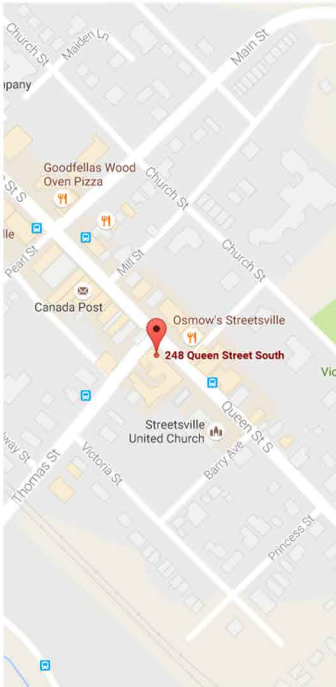 Church St
Maiden Ln
Main St
pany
Goodfellas Wood
Oven Pizza
Church St
St S
lle
Pearl St
Mill St
Church St
Canada Post
Osmow's Streetsville
248 Queen Street South
Vic
Streetsville
United Church
Queen St S
way St
Thomas St
Victoria St
Barry Ave
Princess St